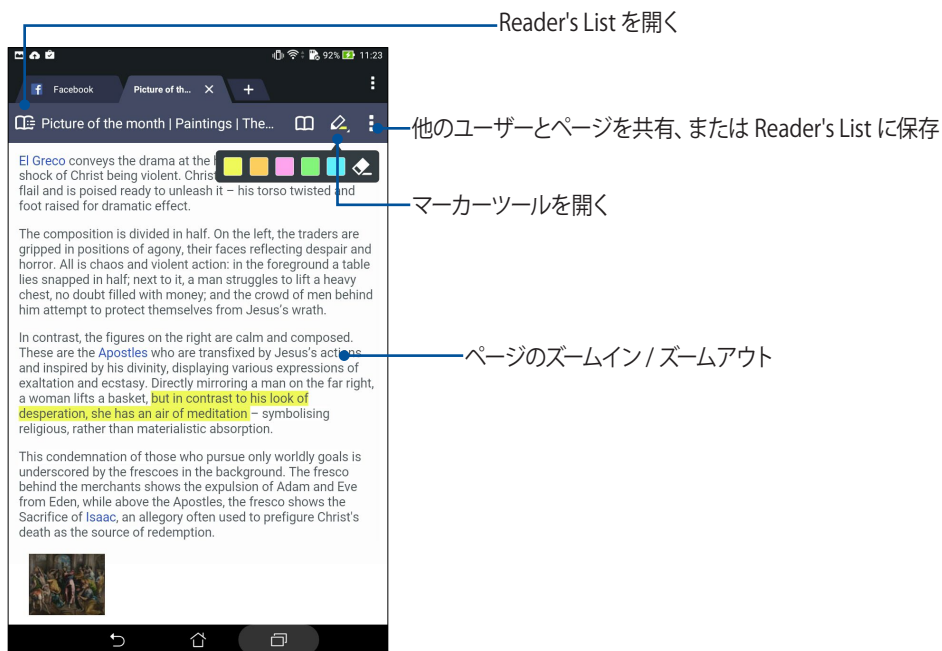 Reader's List を開く
92% 11:23
Facebook
Picture of th...
Picture of the month | Paintings | The...
他のユーザーとページを共有、または Reader's List に保存
El Greco conveys the drama at the
shock of Christ being violent. Christ
flail and is poised ready to unleash it – his torso twisted and
foot raised for dramatic effect.
マーカーツールを開く
The composition is divided in half. On the left, the traders are
gripped in positions of agony, their faces reflecting despair and
horror. All is chaos and violent action: in the foreground a table
lies snapped in half; next to it, a man struggles to lift a heavy
chest, no doubt filled with money; and the crowd of men behind
him attempt to protect themselves from Jesus's wrath.
In contrast, the figures on the right are calm and composed.
These are the Apostles who are transfixed by Jesus's actions
and inspired by his divinity, displaying various expressions of
exaltation and ecstasy. Directly mirroring a man on the far right,
a woman lifts a basket, but in contrast to his look of
desperation, she has an air of meditation – symbolising
religious, rather than materialistic absorption.
ページのズームイン / ズームアウト
This condemnation of those who pursue only worldly goals is
underscored by the frescoes in the background. The fresco
behind the merchants shows the expulsion of Adam and Eve
from Eden, while above the Apostles, the fresco shows the
Sacrifice of Isaac, an allegory often used to prefigure Christ's
death as the source of redemption.